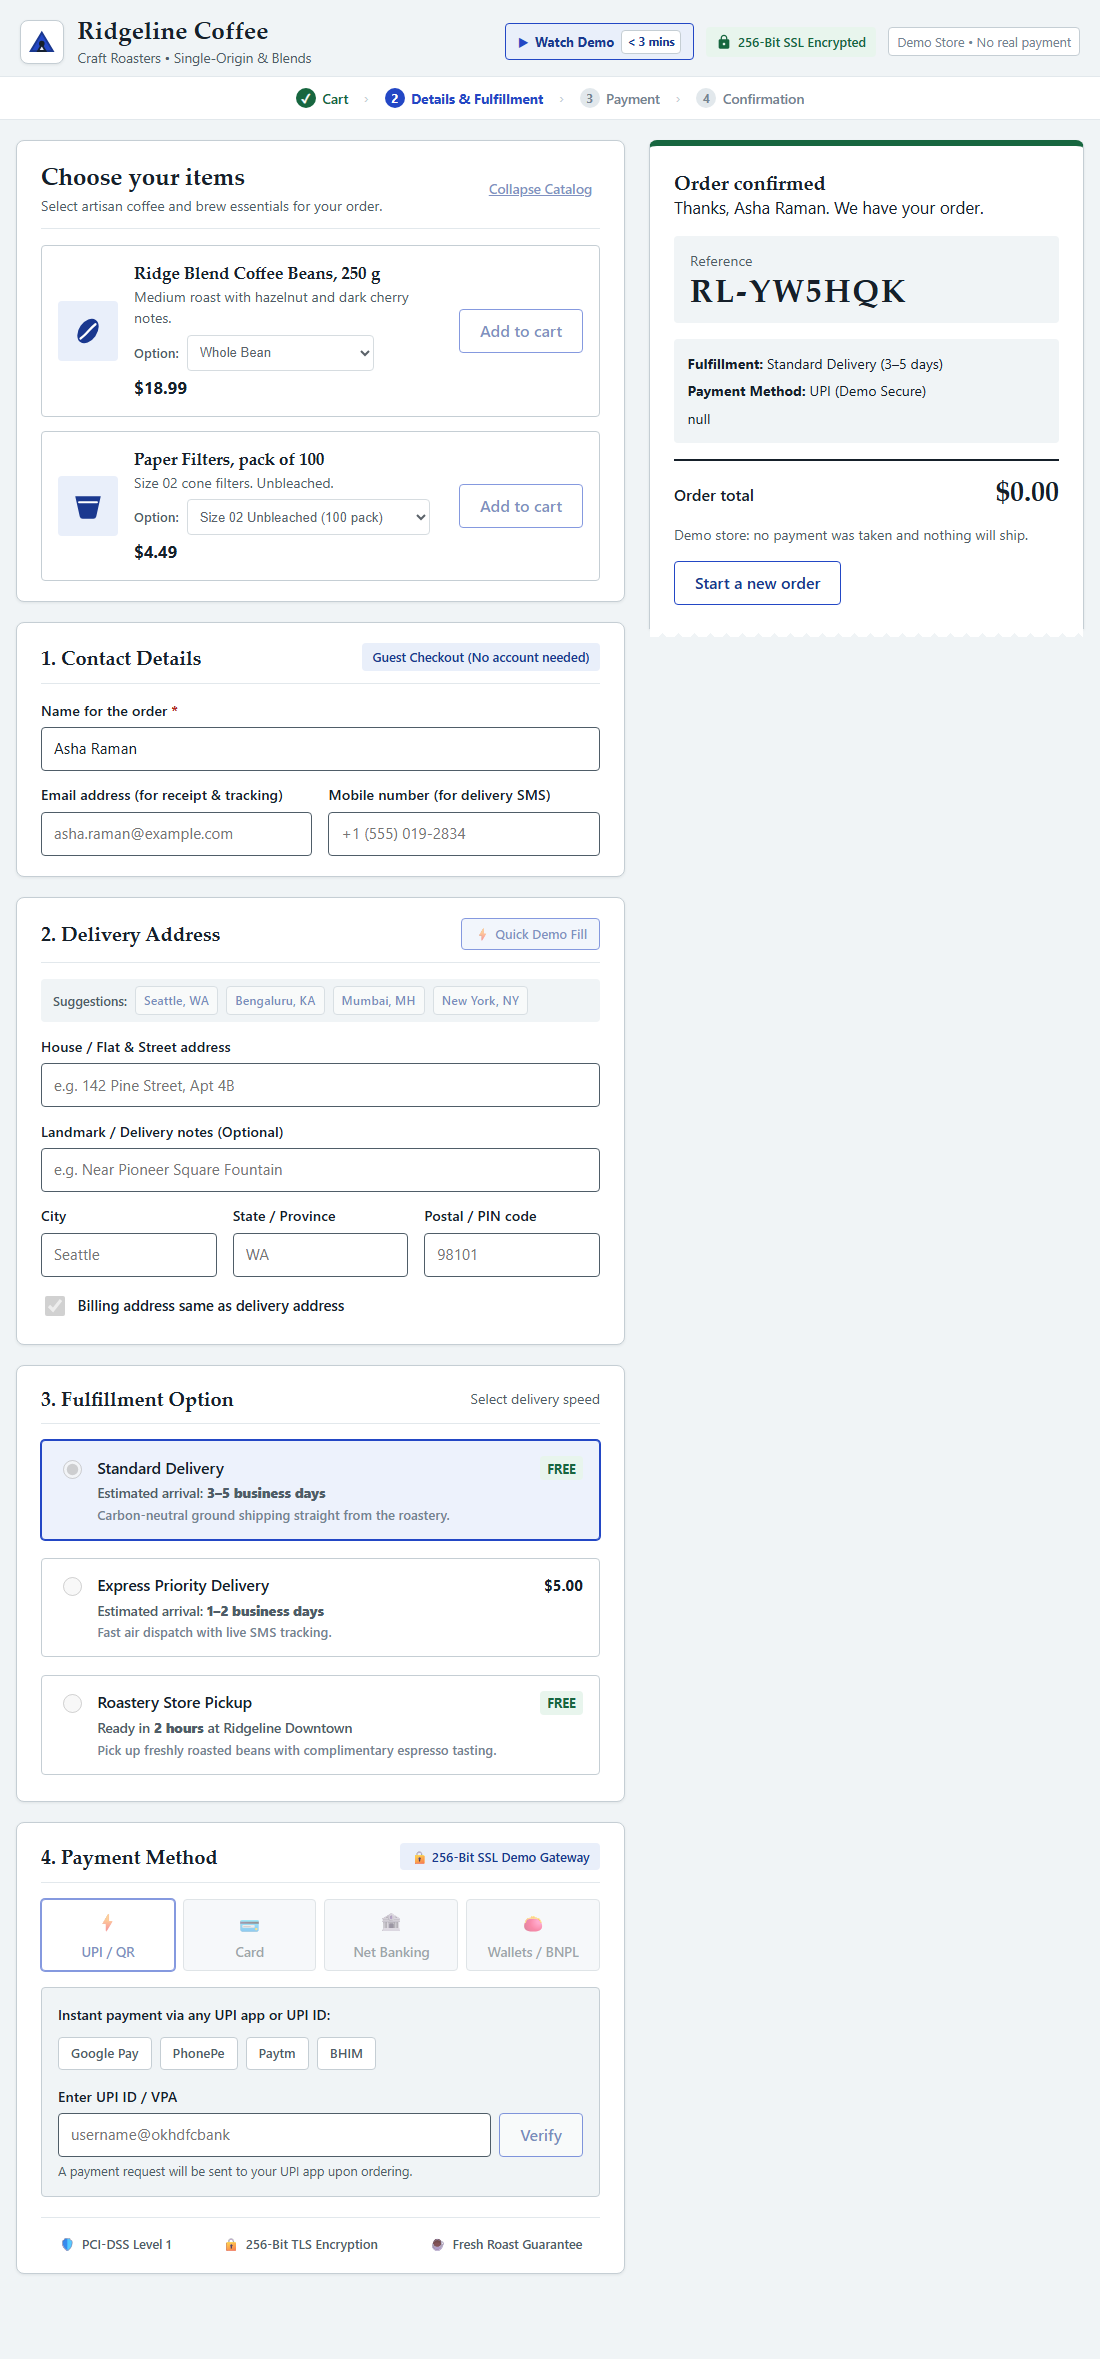 Ridgeline Coffee
Craft Roasters • Single-Origin & Blends
▶ Watch Demo < 3 mins
256-Bit SSL Encrypted
Demo Store • No real payment
✓ Cart › 2 Details & Fulfillment › 3 Payment › 4 Confirmation
Choose your items
Select artisan coffee and brew essentials for your order.
Collapse Catalog
Ridge Blend Coffee Beans, 250 g
Medium roast with hazelnut and dark cherry
notes.
Option: Whole Bean
$18.99
Add to cart
Paper Filters, pack of 100
Size 02 cone filters. Unbleached.
Option: Size 02 Unbleached (100 pack)
$4.49
Add to cart
1. Contact Details
Guest Checkout (No account needed)
Name for the order *
Asha Raman
Email address (for receipt & tracking)
asha.raman@example.com
Mobile number (for delivery SMS)
+1 (555) 019-2834
2. Delivery Address
Quick Demo Fill
Suggestions: Seattle, WA Bengaluru, KA Mumbai, MH New York, NY
House / Flat & Street address
e.g. 142 Pine Street, Apt 4B
Landmark / Delivery notes (Optional)
e.g. Near Pioneer Square Fountain
City
Seattle
State / Province
WA
Postal / PIN code
98101
Billing address same as delivery address
3. Fulfillment Option
Select delivery speed
Standard Delivery
FREE
Estimated arrival: 3–5 business days
Carbon-neutral ground shipping straight from the roastery.
Express Priority Delivery
$5.00
Estimated arrival: 1–2 business days
Fast air dispatch with live SMS tracking.
Roastery Store Pickup
FREE
Ready in 2 hours at Ridgeline Downtown
Pick up freshly roasted beans with complimentary espresso tasting.
4. Payment Method
256-Bit SSL Demo Gateway
UPI / QR
Card
Net Banking
Wallets / BNPL
Instant payment via any UPI app or UPI ID:
Google Pay PhonePe Paytm BHIM
Enter UPI ID / VPA
username@okhdfcbank
Verify
A payment request will be sent to your UPI app upon ordering.
PCI-DSS Level 1
256-Bit TLS Encryption
Fresh Roast Guarantee
Order confirmed
Thanks, Asha Raman. We have your order.
Reference
RL-YW5HQK
Fulfillment: Standard Delivery (3–5 days)
Payment Method: UPI (Demo Secure)
null
Order total $0.00
Demo store: no payment was taken and nothing will ship.
Start a new order